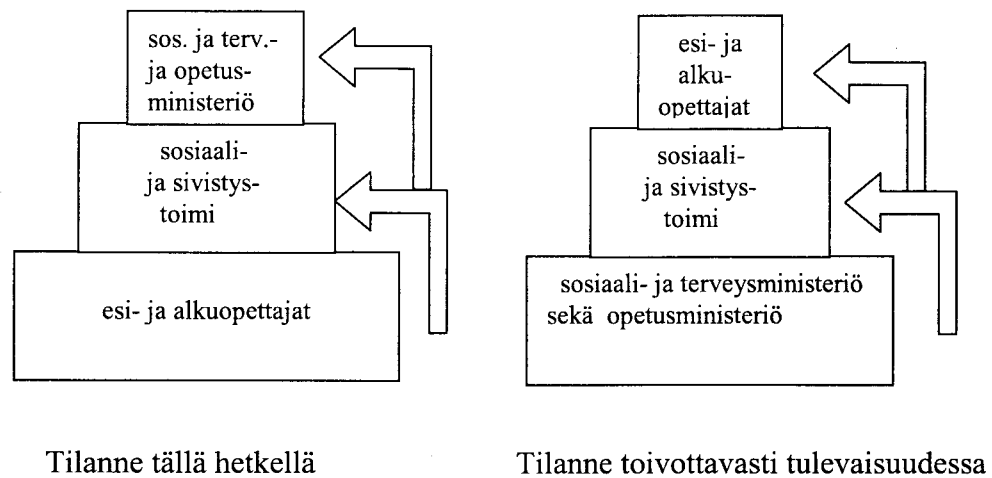 sos. ja terv.-
ja opetus-
ministeriö
sosiaali-
ja sivistys-
toimi
esi- ja alkuopettajat
Tilanne tällä hetkellä
esi- ja
alku-
opettajat
sosiaali-
ja sivistys-
toimi
sosiaali- ja terveysministeriö
sekä opetusministeriö
Tilanne toivottavasti tulevaisuudessa